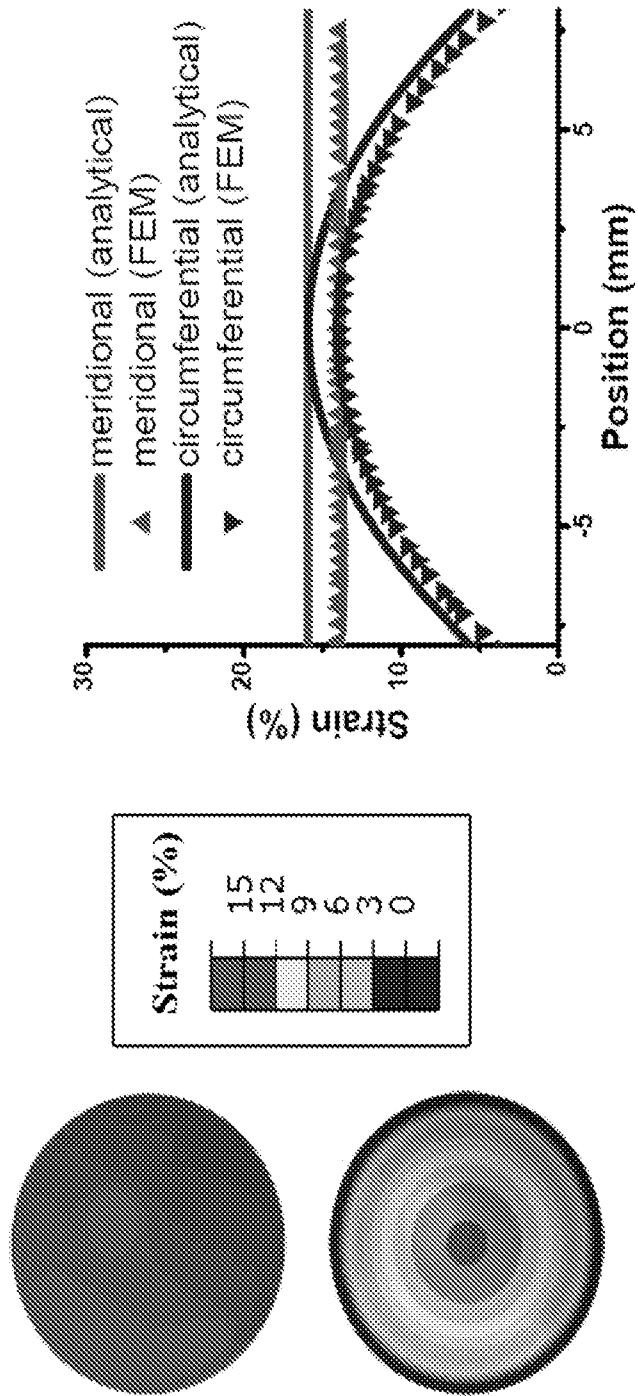 Strain (%)
15
12
9
6
3
0
meridional (analytical)
meridional (FEM)
circumferential (analytical)
circumferential (FEM)
Strain (%)
30
20
10
0
-5
0
5
Position (mm)